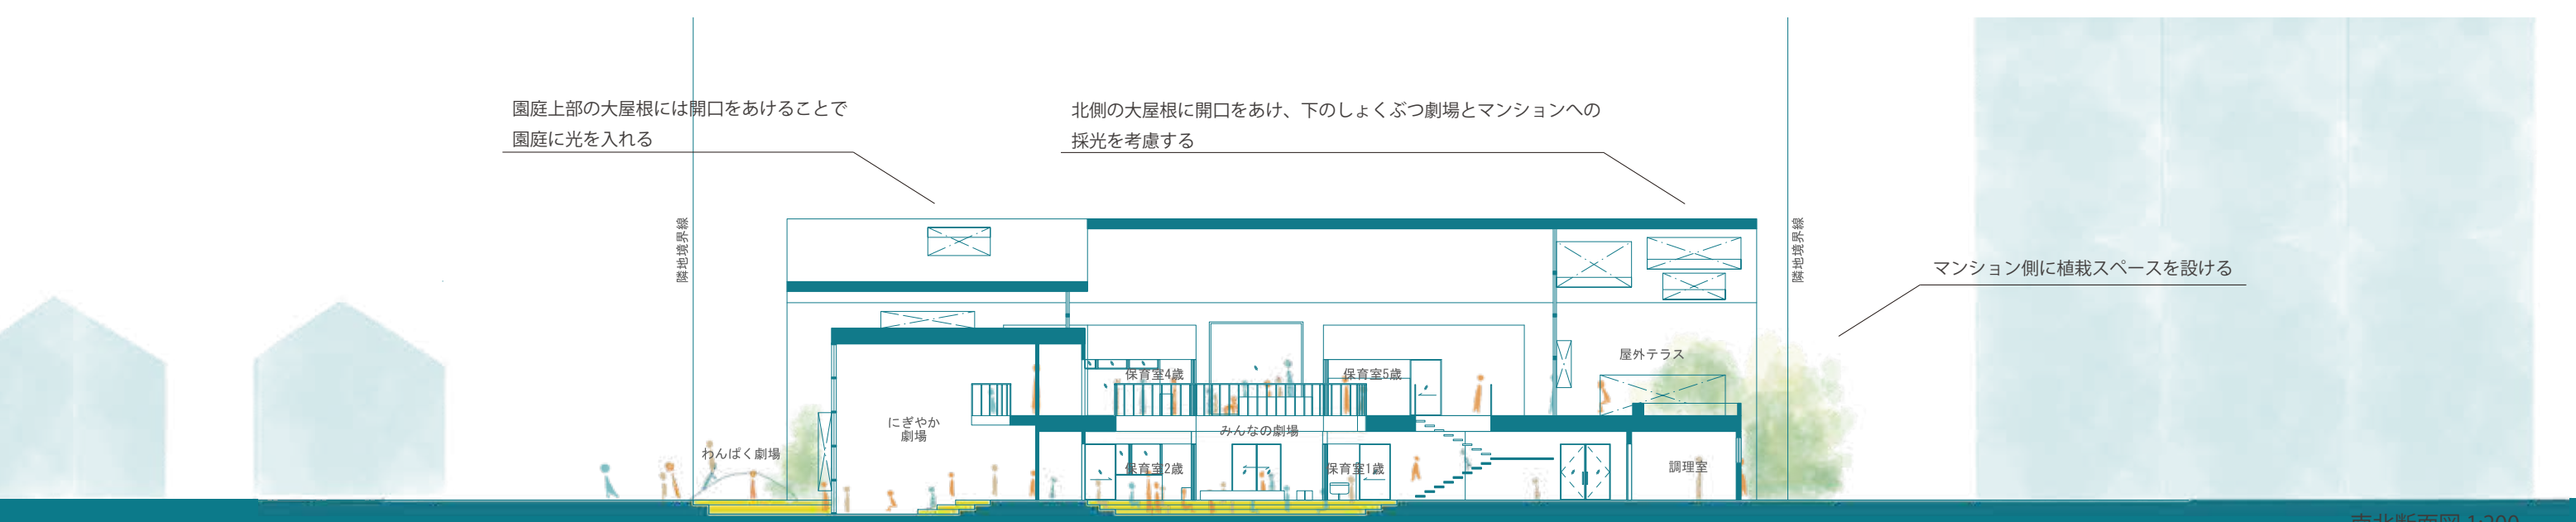 園庭上部の大屋根には開口をあけることで
園庭に光を入れる
北側の大屋根に開口をあけ、下のしょくぶつ劇場とマンションへの
採光を考慮する
隣地境界線
隣地境界線
マンション側に植栽スペースを設ける
屋外テラス
保育室4歳
保育室5歳
にぎやか
劇場
みんなの劇場
わんぱく劇場
保育室2歳
保育室1歳
調理室
南北断面図 1:200